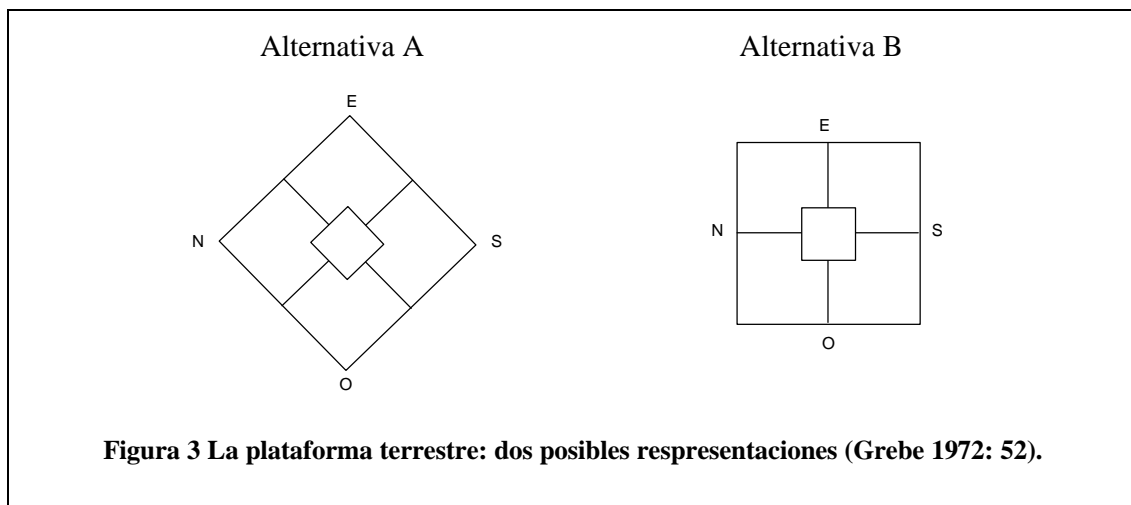 Alternativa A
Alternativa B
E
E
N
S
N
S
O
O
Figura 3 La plataforma terrestre: dos posibles respresentaciones (Grebe 1972: 52).